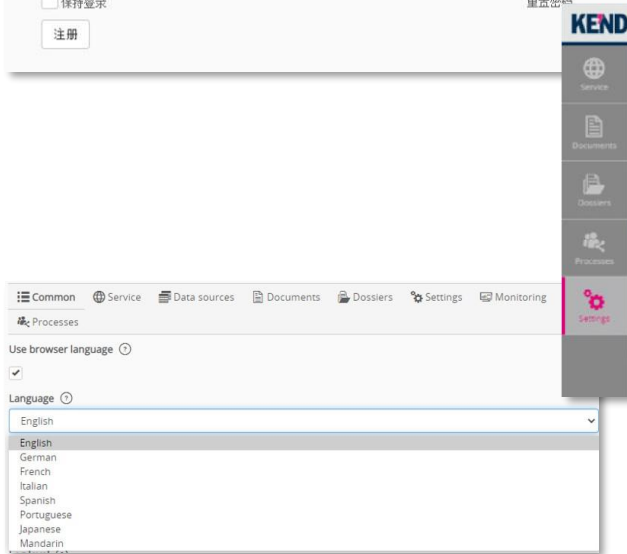 保持登录
重置密码
注册
KEND
Service
Documents
Dossiers
Processes
Settings
Common Service Data sources Documents Dossiers Settings Monitoring
Processes
Use browser language ?
Language ?
English
English
German
French
Italian
Spanish
Portuguese
Japanese
Mandarin